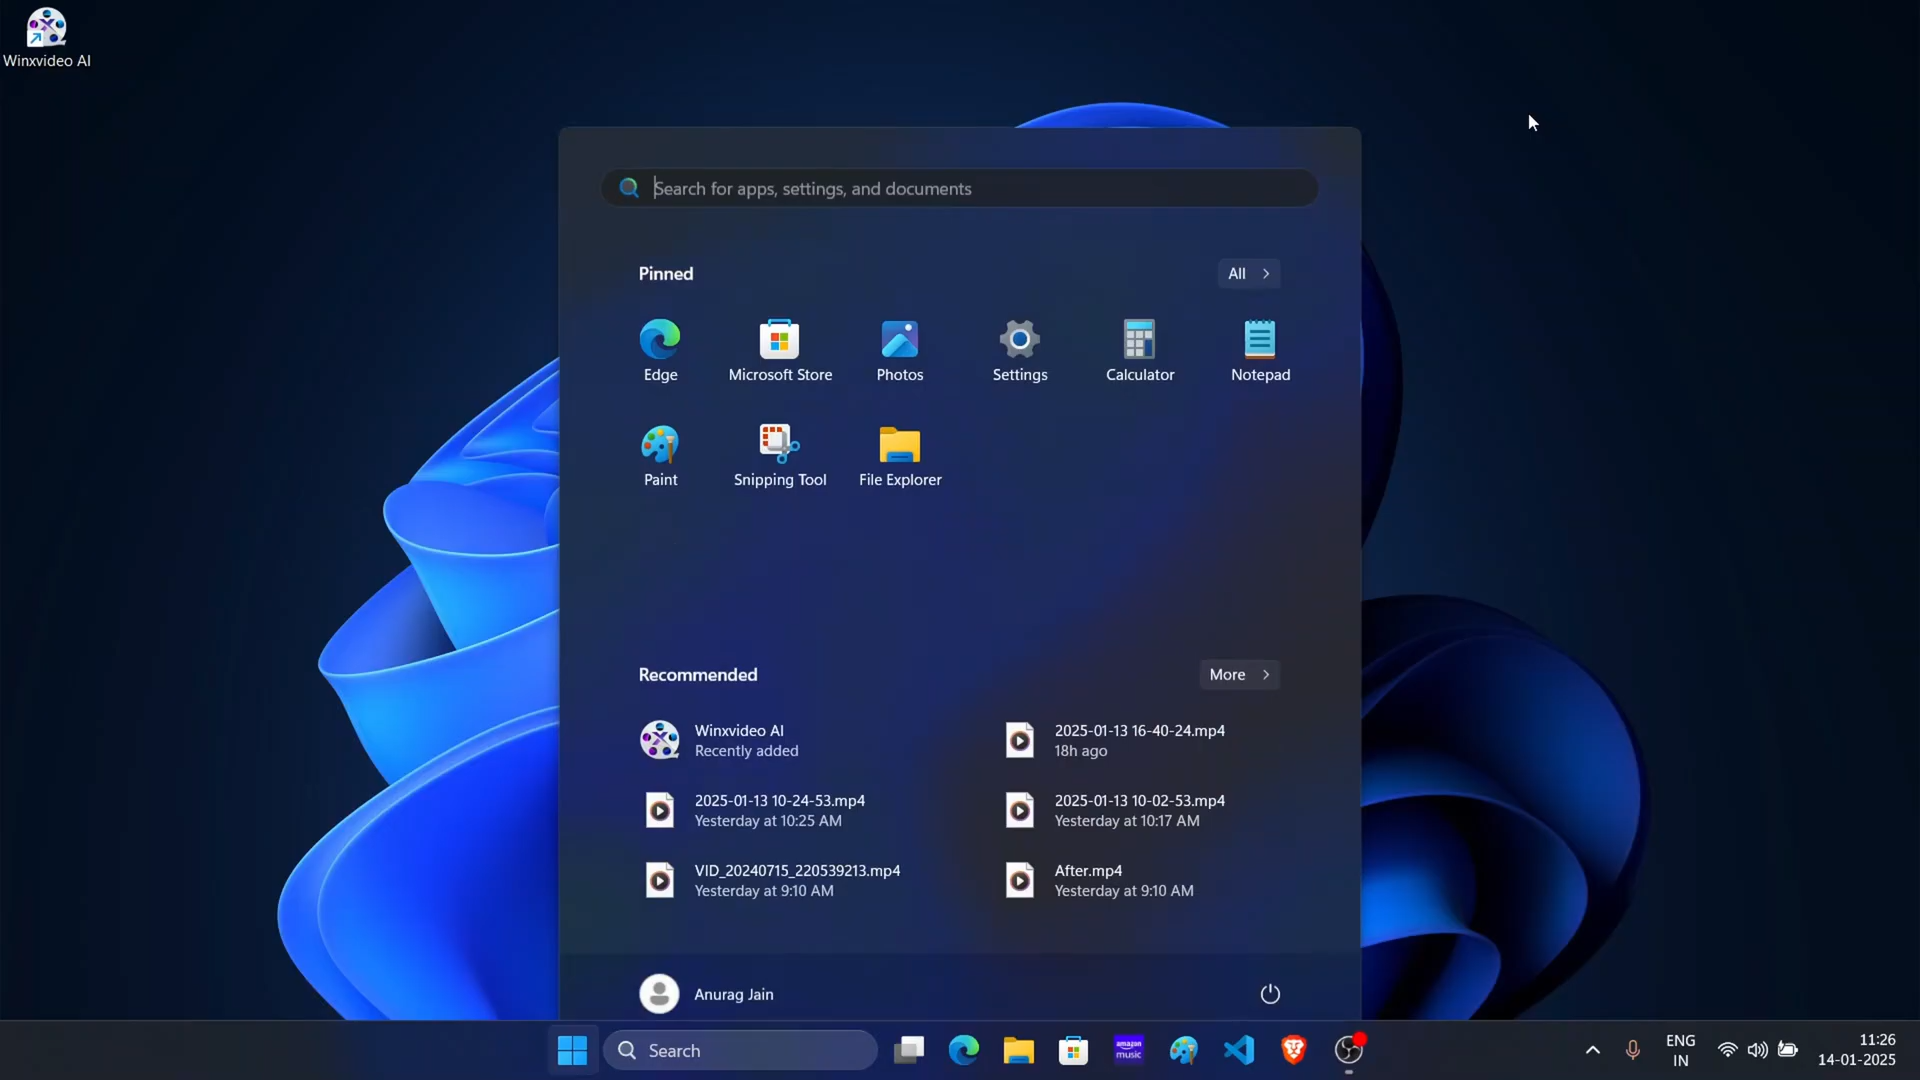 Winxvideo AI
Search for apps, settings, and documents
Pinned
All
Edge
Microsoft Store
Photos
Settings
Calculator
Notepad
Paint
Snipping Tool
File Explorer
Recommended
More
Winxvideo AI
Recently added
2025-01-13 16-40-24.mp4
18h ago
2025-01-13 10-24-53.mp4
Yesterday at 10:25 AM
2025-01-13 10-02-53.mp4
Yesterday at 10:17 AM
VID_20240715_220539213.mp4
Yesterday at 9:10 AM
After.mp4
Yesterday at 9:10 AM
Anurag Jain
Search
amazon
music
ENG
IN
11:26
14-01-2025